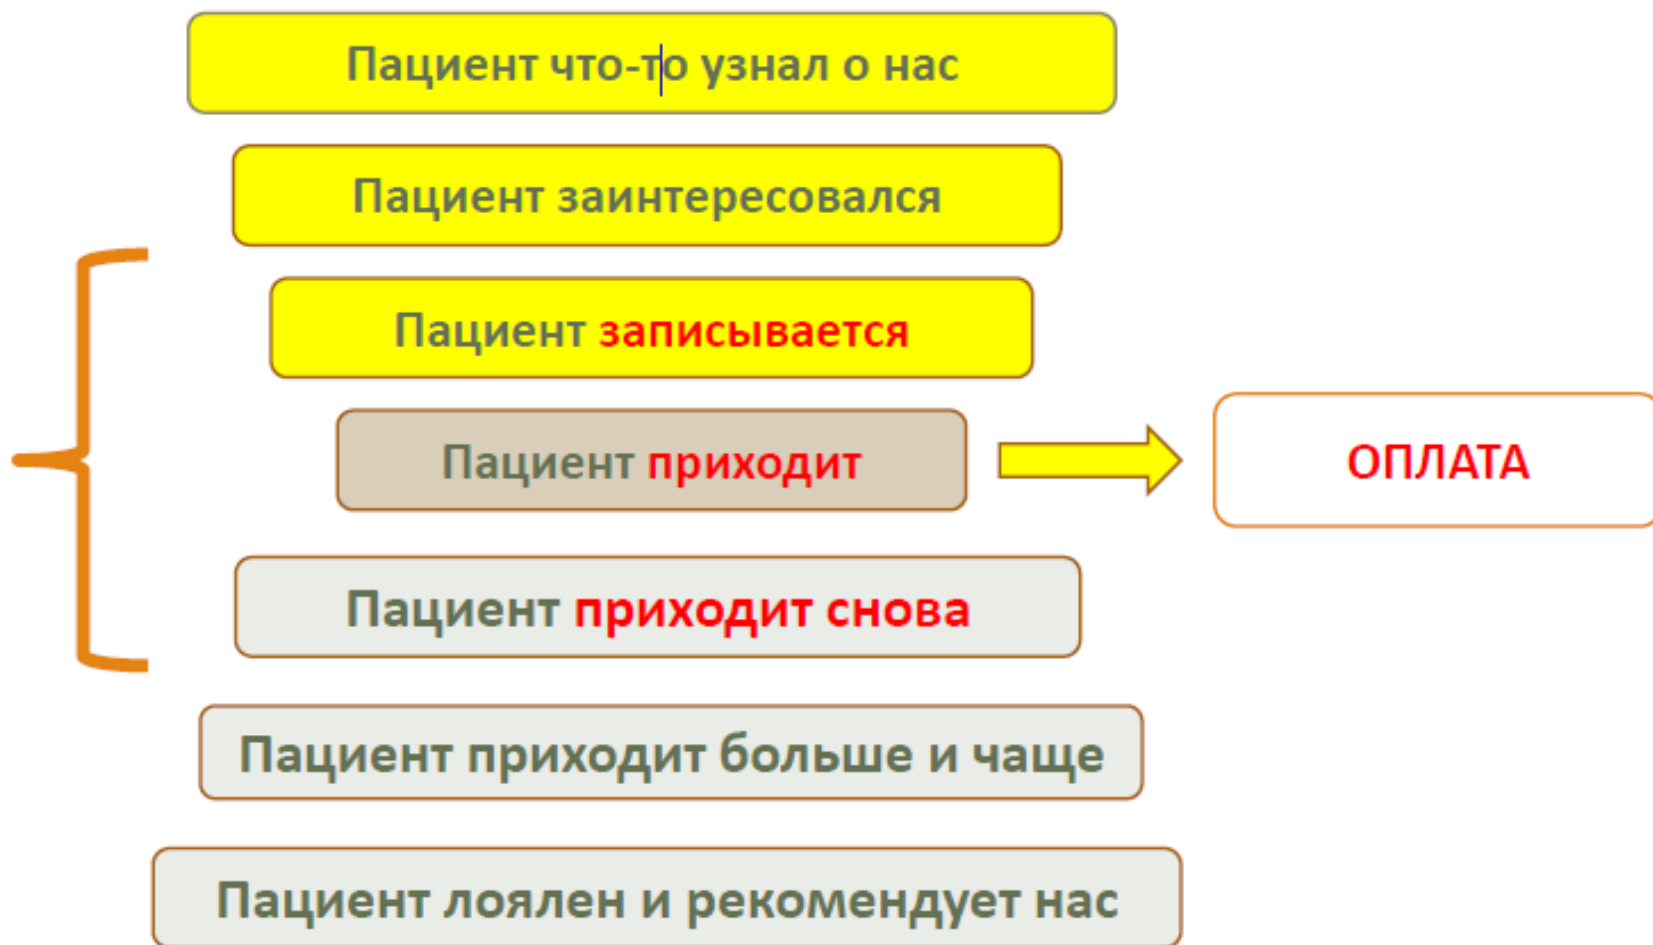 Пациент что-то узнал о нас
Пациент заинтересовался
Пациент записывается
Пациент приходит
ОПЛАТА
Пациент приходит снова
Пациент приходит больше и чаще
Пациент лоялен и рекомендует нас